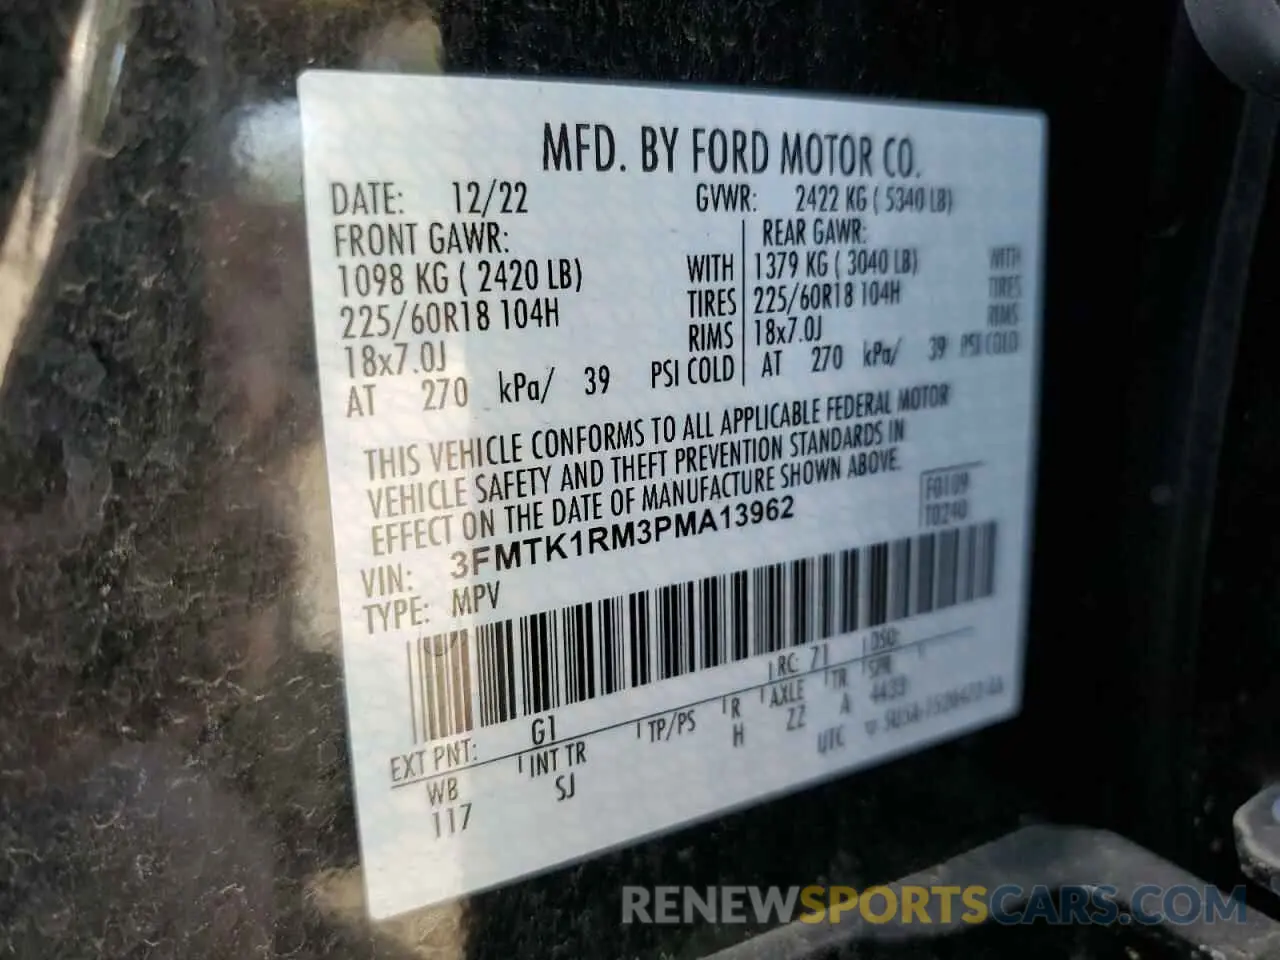 MFD. BY FORD MOTOR CO.
DATE: 12/22 GVWR: 2422 KG ( 5340 LB)
FRONT GAWR: REAR GAWR:
1098 KG ( 2420 LB) WITH 1379 KG ( 3040 LB) WITH
225/60R18 104H TIRES 225/60R18 104H TIRES
18x7.0J RIMS 18x7.0J RIMS
AT 270 kPa/ 39 PSI COLD AT 270 kPa/ 39 PSI COLD
THIS VEHICLE CONFORMS TO ALL APPLICABLE FEDERAL MOTOR
VEHICLE SAFETY AND THEFT PREVENTION STANDARDS IN
EFFECT ON THE DATE OF MANUFACTURE SHOWN ABOVE.
VIN: 3FMTK1RM3PMA13962
TYPE: MPV
F0109
T0240
EXT PNT: G1 RC: 71 DSO:
WB INT TR TP/PS R AXLE TR SPR
117 SJ H ZZ A 4439
UTC
RENEWSPORTSCARS.COM